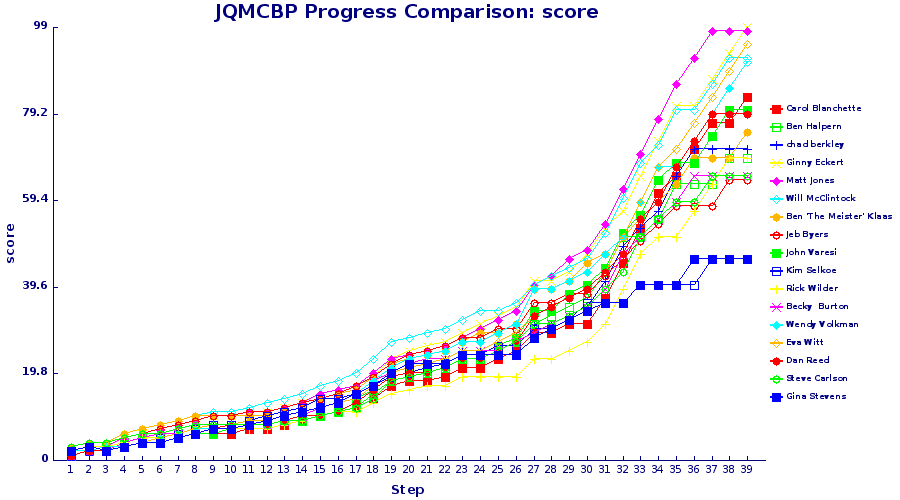 JQMCBP Progress Comparison: score
99
79.2
59.4
39.6
19.8
0
score
1 2 3 4 5 6 7 8 9 10 11 12 13 14 15 16 17 18 19 20 21 22 23 24 25 26 27 28 29 30 31 32 33 34 35 36 37 38 39
Step
Carol Blanchette
Ben Halpern
chad berkley
Ginny Eckert
Matt Jones
Will McClintock
Ben 'The Meister' Klaas
Jeb Byers
John Varesi
Kim Selkoe
Rick Wilder
Becky Burton
Wendy Volkman
Eva Witt
Dan Reed
Steve Carlson
Gina Stevens